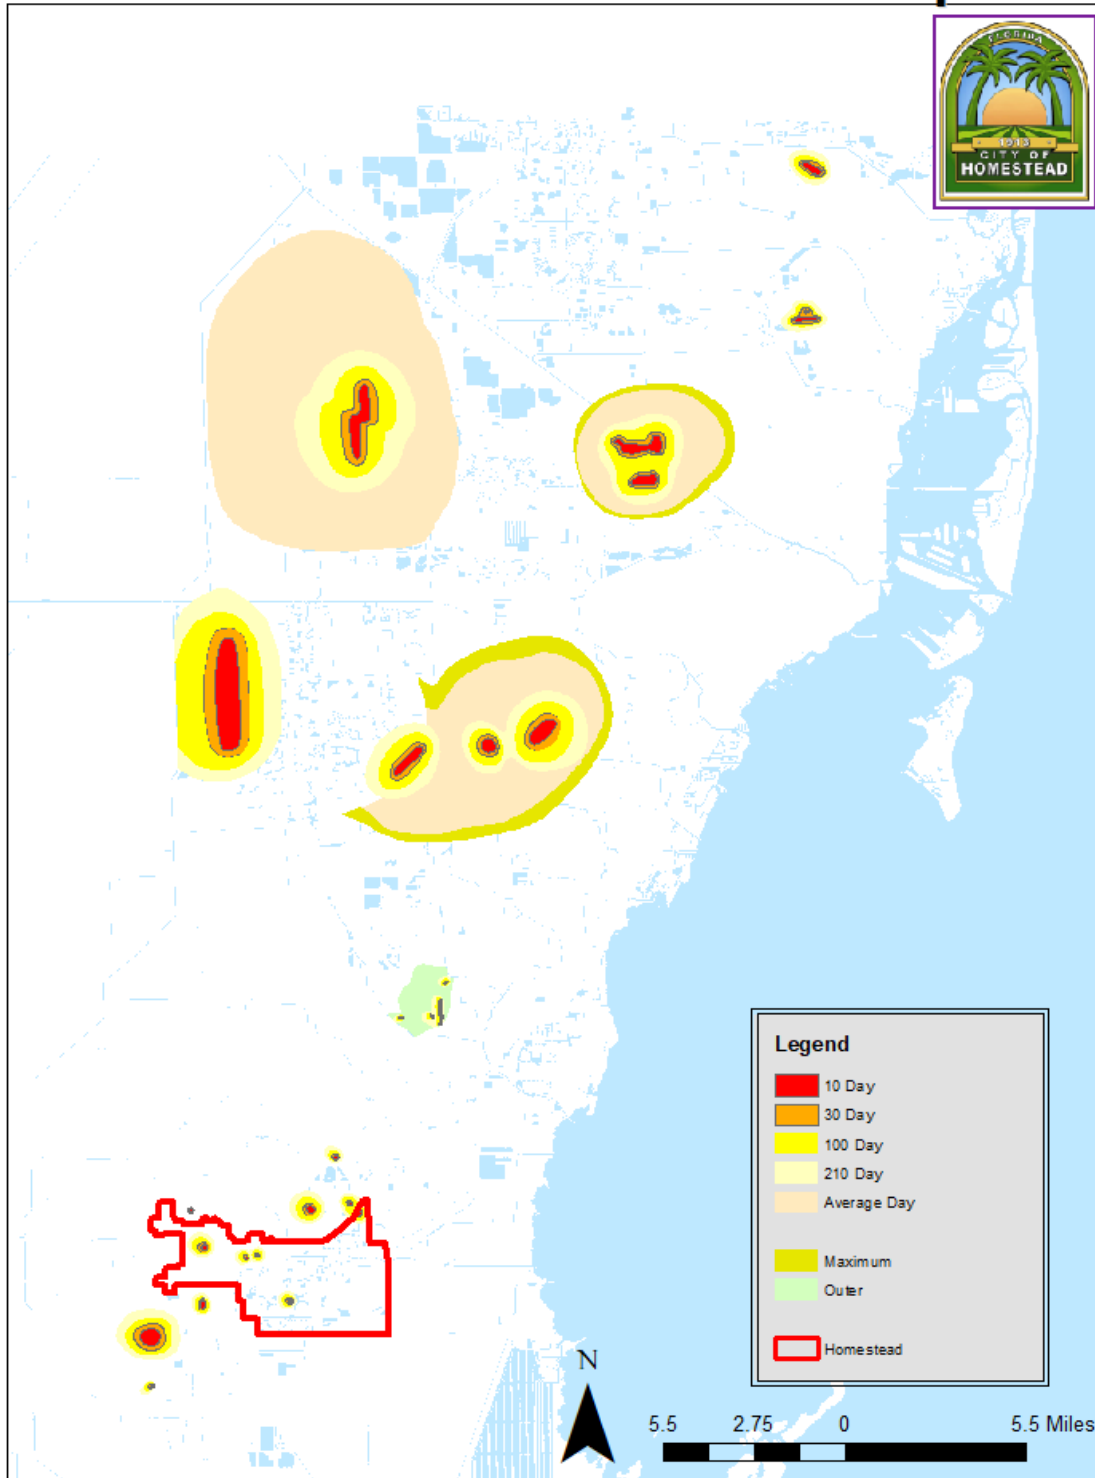 FLORIDA
1913
CITY OF
HOMESTEAD
Legend
10 Day
30 Day
100 Day
210 Day
Average Day
Maximum
Outer
Homestead
N
5.5 2.75 0 5.5 Miles